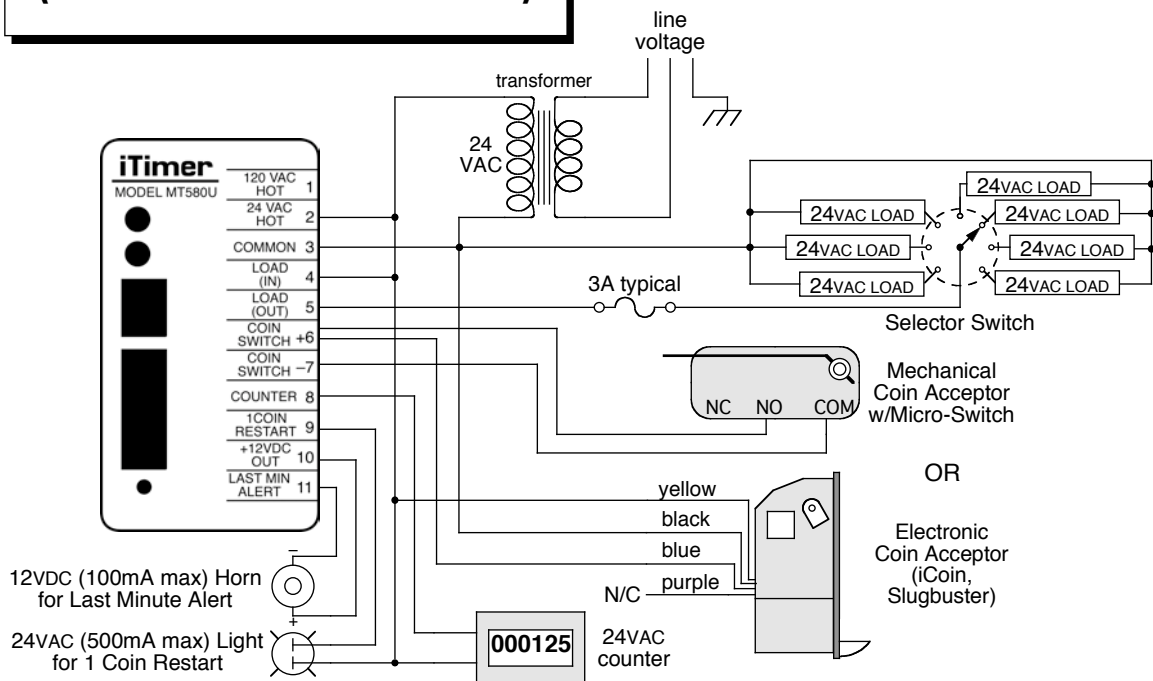 line
voltage
transformer
24
VAC
iTimer
MODEL MT580U
120 VAC
HOT 1
24 VAC
HOT 2
COMMON 3
LOAD
(IN) 4
LOAD
(OUT) 5
COIN
SWITCH +6
COIN
SWITCH –7
COUNTER 8
1COIN
RESTART 9
+12VDC
OUT 10
LAST MIN
ALERT 11
24VAC LOAD
24VAC LOAD
24VAC LOAD
24VAC LOAD
24VAC LOAD
24VAC LOAD
24VAC LOAD
3A typical
Selector Switch
NC NO COM
Mechanical
Coin Acceptor
w/Micro-Switch
OR
yellow
black
blue
purple
N/C
Electronic
Coin Acceptor
(iCoin,
Slugbuster)
–
12VDC (100mA max) Horn
for Last Minute Alert
+
24VAC (500mA max) Light
for 1 Coin Restart
000125
24VAC
counter